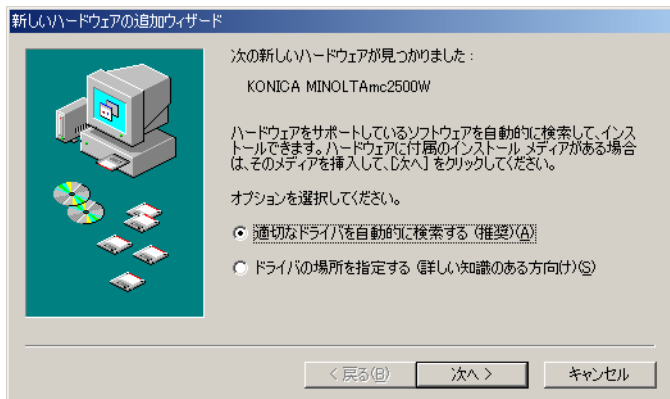 新しいハードウェアの追加ウィザード
次の新しいハードウェアが見つかりました :
KONICA MINOLTAmc2500W
ハードウェアをサポートしているソフトウェアを自動的に検索して、インス
トールできます。ハードウェアに付属のインストール メディアがある場合
は、そのメディアを挿入して、[次へ] をクリックしてください。
オプションを選択してください。
適切なドライバを自動的に検索する (推奨)(A)
ドライバの場所を指定する (詳しい知識のある方向け)(S)
< 戻る(B)
次へ >
キャンセル